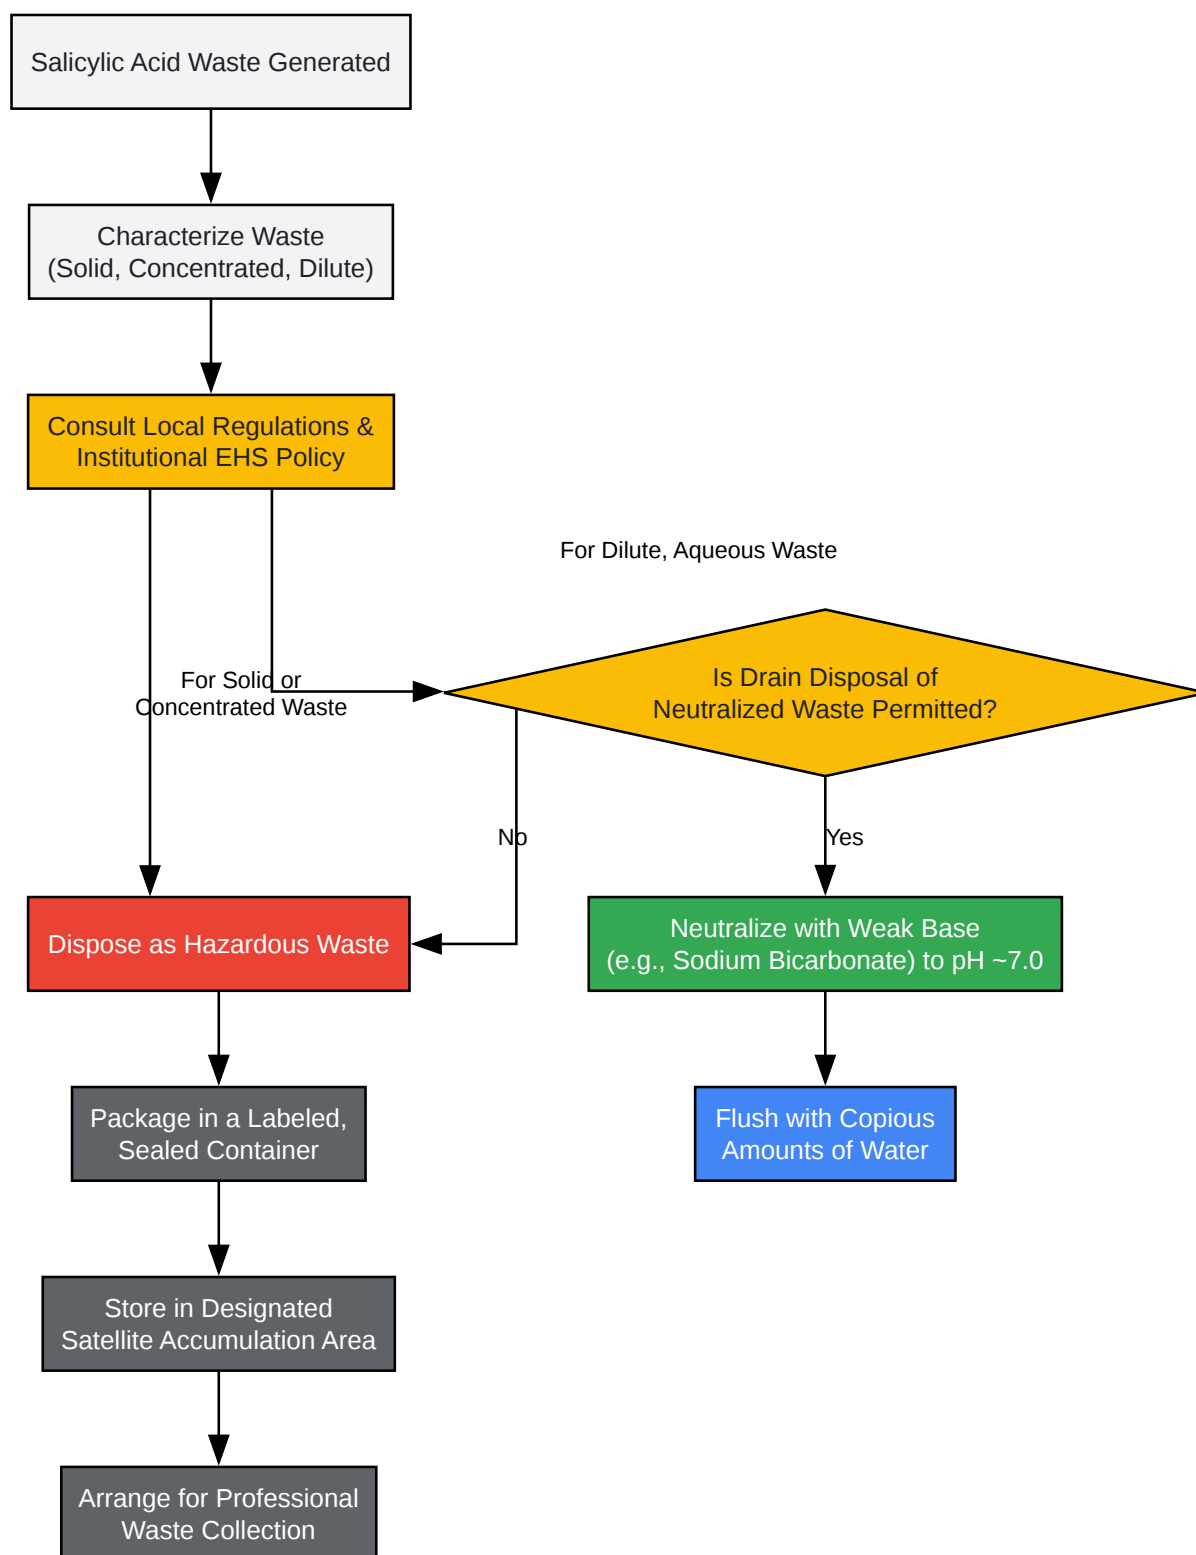 Salicylic Acid Waste Generated
Characterize Waste
(Solid, Concentrated, Dilute)
Consult Local Regulations &
Institutional EHS Policy
For Dilute, Aqueous Waste
For Solid or
Concentrated Waste
Is Drain Disposal of
Neutralized Waste Permitted?
No
Yes
Dispose as Hazardous Waste
Neutralize with Weak Base
(e.g., Sodium Bicarbonate) to pH ~7.0
Package in a Labeled,
Sealed Container
Flush with Copious
Amounts of Water
Store in Designated
Satellite Accumulation Area
Arrange for Professional
Waste Collection